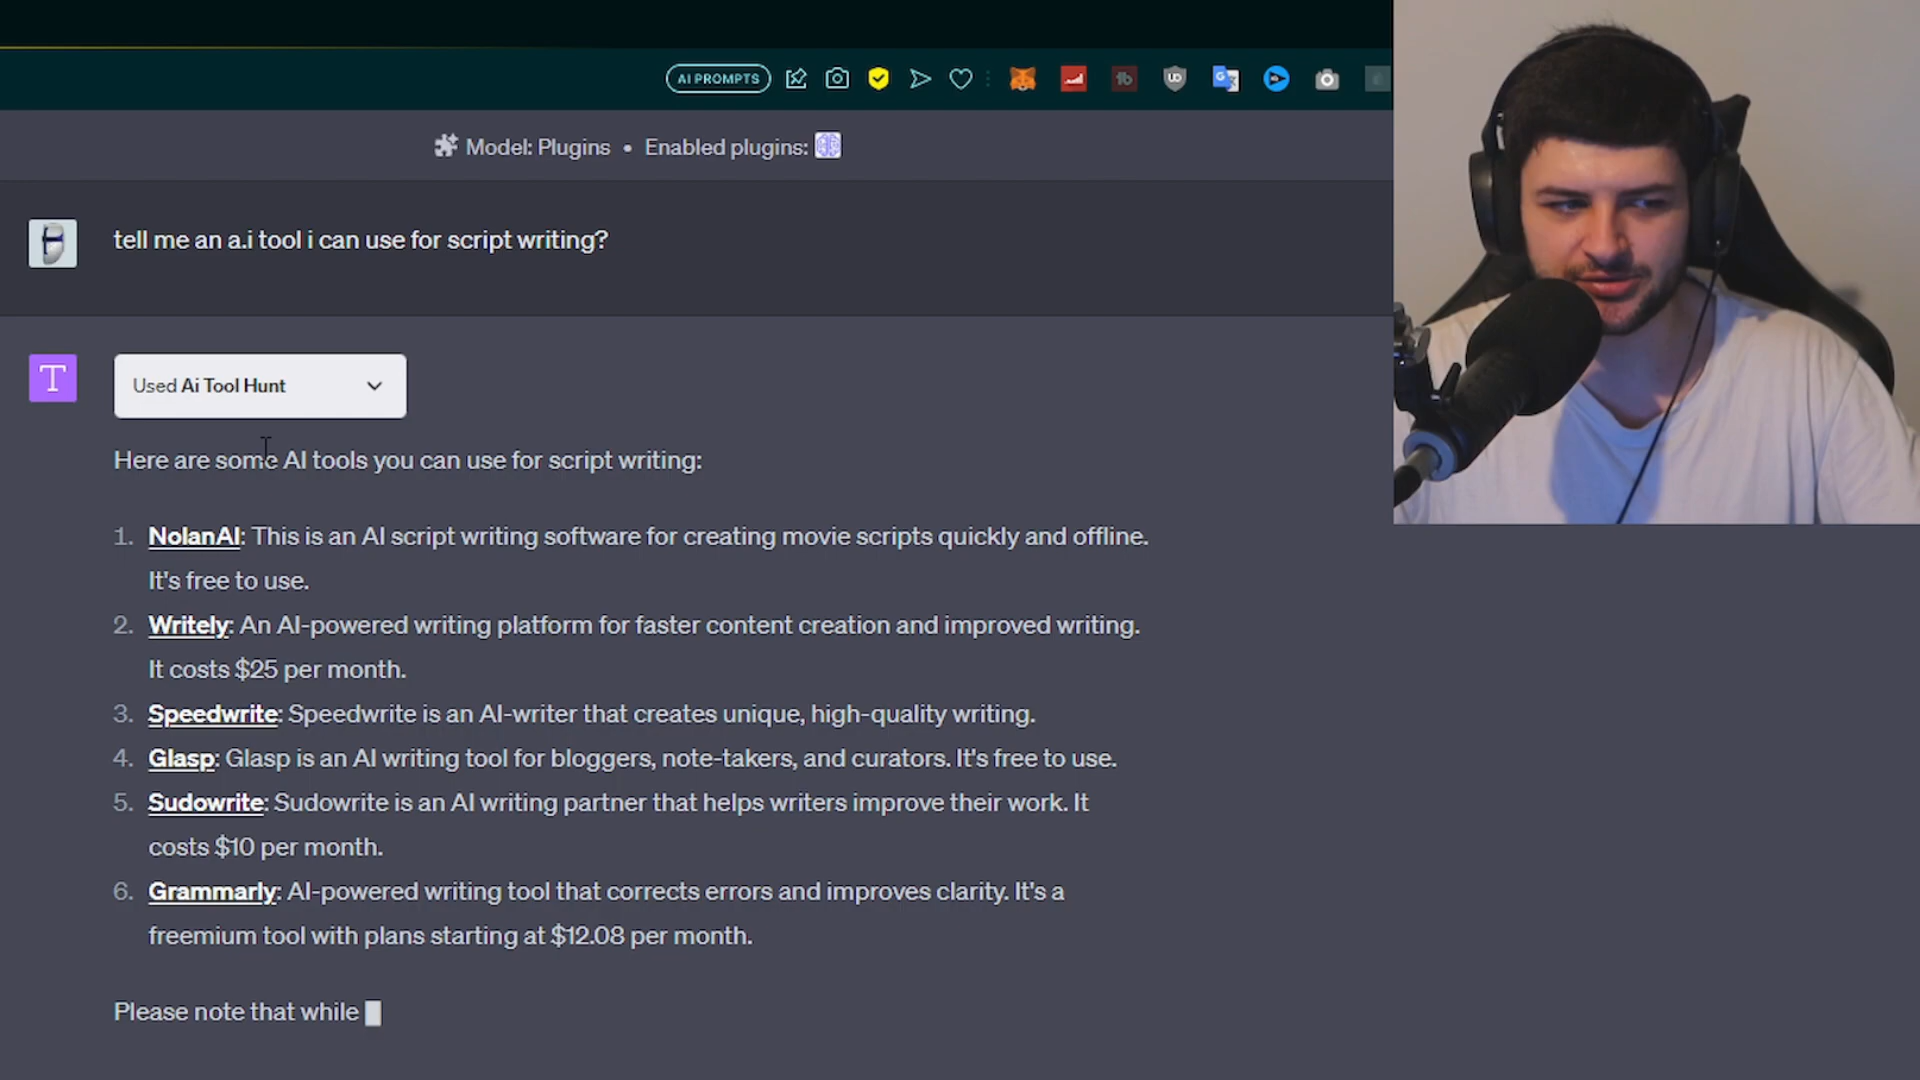 AI PROMPTS
Model: Plugins • Enabled plugins:
tell me an a.i tool i can use for script writing?
T
Used Ai Tool Hunt
Here are some AI tools you can use for script writing:
1. NolanAI: This is an AI script writing software for creating movie scripts quickly and offline.
It's free to use.
2. Writely: An AI-powered writing platform for faster content creation and improved writing.
It costs $25 per month.
3. Speedwrite: Speedwrite is an AI-writer that creates unique, high-quality writing.
4. Glasp: Glasp is an AI writing tool for bloggers, note-takers, and curators. It's free to use.
5. Sudowrite: Sudowrite is an AI writing partner that helps writers improve their work. It
costs $10 per month.
6. Grammarly: AI-powered writing tool that corrects errors and improves clarity. It's a
freemium tool with plans starting at $12.08 per month.
Please note that while